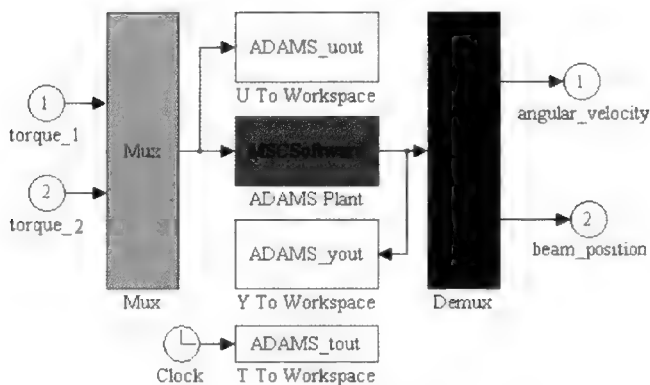 ADAMS_uout
U To Workspace
1
torque_1
Mux
2
torque_2
Mux
MSCSoftware
ADAMS Plant
ADAMS_yout
Y To Workspace
Demux
1
angular_velocity
2
beam_position
Clock
ADAMS_tout
T To Workspace